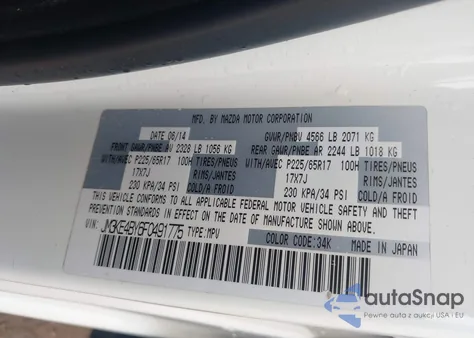 MFD. BY MAZDA MOTOR CORPORATION
DATE 06/14 GVWR/PNBV 4566 LB 2071 KG
FRONT GAWR/PNBE AV 2328 LB 1056 KG REAR GAWR/PNBE AR 2244 LB 1018 KG
WITH/AVEC P225/65R17 100H TIRES/PNEUS WITH/AVEC P225/65R17 100H TIRES/PNEUS
17X7J RIMS/JANTES 17X7J RIMS/JANTES
230 KPA/34 PSI COLD/A FROID 230 KPA/34 PSI COLD/A FROID
THIS VEHICLE CONFORMS TO ALL APPLICABLE FEDERAL MOTOR VEHICLE SAFETY AND THEFT
PREVENTION STANDARDS IN EFFECT ON THE DATE OF MANUFACTURE SHOWN ABOVE.
VIN: JM3KE4BY6F0491775 TYPE:MPV COLOR CODE:34K MADE IN JAPAN
autoSnap
Pewne auta z aukcji USA i EU